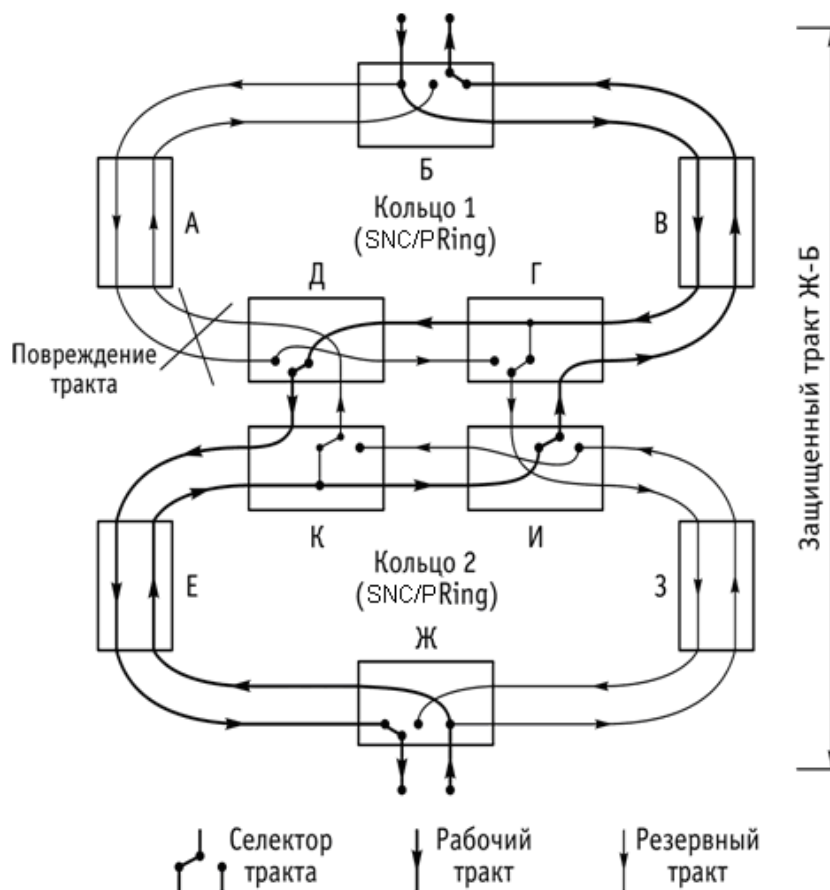 Б
Кольцо 1
(SNC/PRing)
А
В
Д
Г
Повреждение
тракта
Защищенный тракт Ж-Б
К
И
Кольцо 2
(SNC/PRing)
Е
З
Ж
Селектор
тракта
Рабочий
тракт
Резервный
тракт